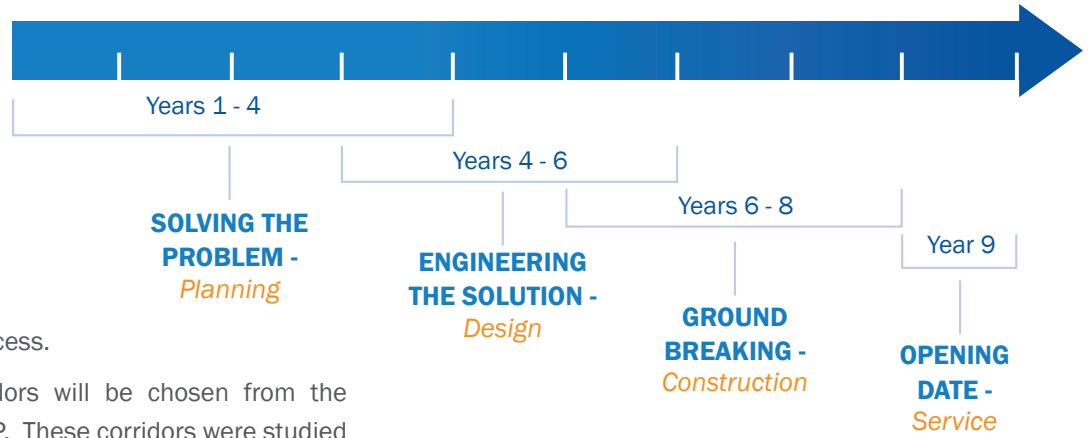 Years 1 - 4
Years 4 - 6
Years 6 - 8
Year 9
SOLVING THE
PROBLEM -
Planning
ENGINEERING
THE SOLUTION -
Design
GROUND
BREAKING -
Construction
OPENING
DATE -
Service
These corridors were studied
dors will be chosen from the